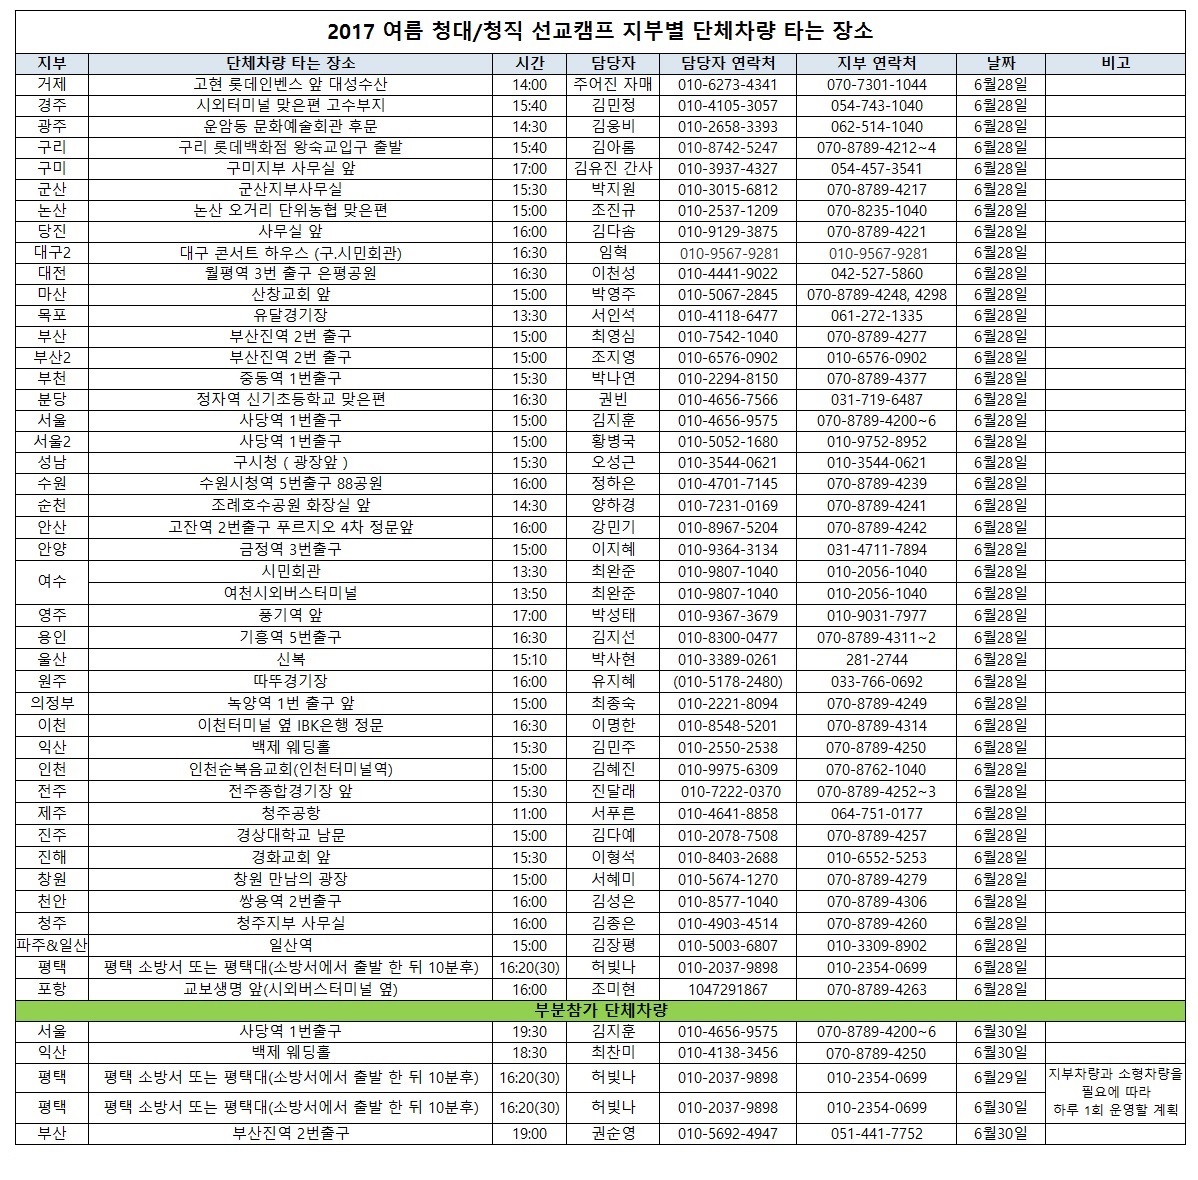 2017 여름 청대/청직 선교캠프 지부별 단체차량 타는 장소
지부 단체차량 타는 장소 시간 담당자 담당자 연락처 지부 연락처 날짜 비고
거제 고현 롯데인벤스 앞 대성수산 14:00 주어진 자매 010-6273-4341 070-7301-1044 6월28일
경주 시외터미널 맞은편 고수부지 15:40 김민정 010-4105-3057 054-743-1040 6월28일
광주 운암동 문화예술회관 후문 14:30 김웅비 010-2658-3393 062-514-1040 6월28일
구리 구리 롯데백화점 왕숙교입구 출발 15:40 김아롬 010-8742-5247 070-8789-4212~4 6월28일
구미 구미지부 사무실 앞 17:00 김유진 간사 010-3937-4327 054-457-3541 6월28일
군산 군산지부사무실 15:30 박지원 010-3015-6812 070-8789-4217 6월28일
논산 논산 오거리 단위농협 맞은편 15:00 조진규 010-2537-1209 070-8235-1040 6월28일
당진 사무실 앞 16:00 김다솜 010-9129-3875 070-8789-4221 6월28일
대구2 대구 콘서트 하우스 (구.시민회관) 16:30 임혁 010-9567-9281 010-9567-9281 6월28일
대전 월평역 3번 출구 은평공원 16:30 이천성 010-4441-9022 042-527-5860 6월28일
마산 산창교회 앞 15:00 박영주 010-5067-2845 070-8789-4248, 4298 6월28일
목포 유달경기장 13:30 서인석 010-4118-6477 061-272-1335 6월28일
부산 부산진역 2번 출구 15:00 최영심 010-7542-1040 070-8789-4277 6월28일
부산2 부산진역 2번 출구 15:00 조지영 010-6576-0902 010-6576-0902 6월28일
부천 중동역 1번출구 15:30 박나연 010-2294-8150 070-8789-4377 6월28일
분당 정자역 신기초등학교 맞은편 16:30 권빈 010-4656-7566 031-719-6487 6월28일
서울 사당역 1번출구 15:00 김지훈 010-4656-9575 070-8789-4200~6 6월28일
서울2 사당역 1번출구 15:00 황병국 010-5052-1680 010-9752-8952 6월28일
성남 구시청 ( 광장앞 ) 15:30 오성근 010-3544-0621 010-3544-0621 6월28일
수원 수원시청역 5번출구 88공원 16:00 정하은 010-4701-7145 070-8789-4239 6월28일
순천 조례호수공원 화장실 앞 14:30 양하경 010-7231-0169 070-8789-4241 6월28일
안산 고잔역 2번출구 푸르지오 4차 정문앞 16:00 강민기 010-8967-5204 070-8789-4242 6월28일
안양 금정역 3번출구 15:00 이지혜 010-9364-3134 031-4711-7894 6월28일
여수 시민회관 13:30 최완준 010-9807-1040 010-2056-1040 6월28일
여천시외버스터미널 13:50 최완준 010-9807-1040 010-2056-1040 6월28일
영주 풍기역 앞 17:00 박성태 010-9367-3679 010-9031-7977 6월28일
용인 기흥역 5번출구 16:30 김지선 010-8300-0477 070-8789-4311~2 6월28일
울산 신복 15:10 박사현 010-3389-0261 281-2744 6월28일
원주 따뚜경기장 16:00 유지혜 (010-5178-2480) 033-766-0692 6월28일
의정부 녹양역 1번 출구 앞 15:00 최종숙 010-2221-8094 070-8789-4249 6월28일
이천 이천터미널 옆 IBK은행 정문 16:30 이명한 010-8548-5201 070-8789-4314 6월28일
익산 백제 웨딩홀 15:30 김민주 010-2550-2538 070-8789-4250 6월28일
인천 인천순복음교회(인천터미널역) 15:00 김혜진 010-9975-6309 070-8762-1040 6월28일
전주 전주종합경기장 앞 15:30 진달래 010-7222-0370 070-8789-4252~3 6월28일
제주 청주공항 11:00 서푸른 010-4641-8858 064-751-0177 6월28일
진주 경상대학교 남문 15:00 김다예 010-2078-7508 070-8789-4257 6월28일
진해 경화교회 앞 15:30 이형석 010-8403-2688 010-6552-5253 6월28일
창원 창원 만남의 광장 15:00 서혜미 010-5674-1270 070-8789-4279 6월28일
천안 쌍용역 2번출구 16:00 김성은 010-8577-1040 070-8789-4306 6월28일
청주 청주지부 사무실 16:00 김종은 010-4903-4514 070-8789-4260 6월28일
파주&일산 일산역 15:00 김장평 010-5003-6807 010-3309-8902 6월28일
평택 평택 소방서 또는 평택대(소방서에서 출발 한 뒤 10분후) 16:20(30) 허빛나 010-2037-9898 010-2354-0699 6월28일
포항 교보생명 앞(시외버스터미널 옆) 16:00 조미현 1047291867 070-8789-4263 6월28일
부분참가 단체차량
서울 사당역 1번출구 19:30 김지훈 010-4656-9575 070-8789-4200~6 6월30일
익산 백제 웨딩홀 18:30 최찬미 010-4138-3456 070-8789-4250 6월30일
평택 평택 소방서 또는 평택대(소방서에서 출발 한 뒤 10분후) 16:20(30) 허빛나 010-2037-9898 010-2354-0699 6월29일
평택 평택 소방서 또는 평택대(소방서에서 출발 한 뒤 10분후) 16:20(30) 허빛나 010-2037-9898 010-2354-0699 6월30일
지부차량과 소형차량을
필요에 따라
하루 1회 운영할 계획
부산 부산진역 2번출구 19:00 권순영 010-5692-4947 051-441-7752 6월30일